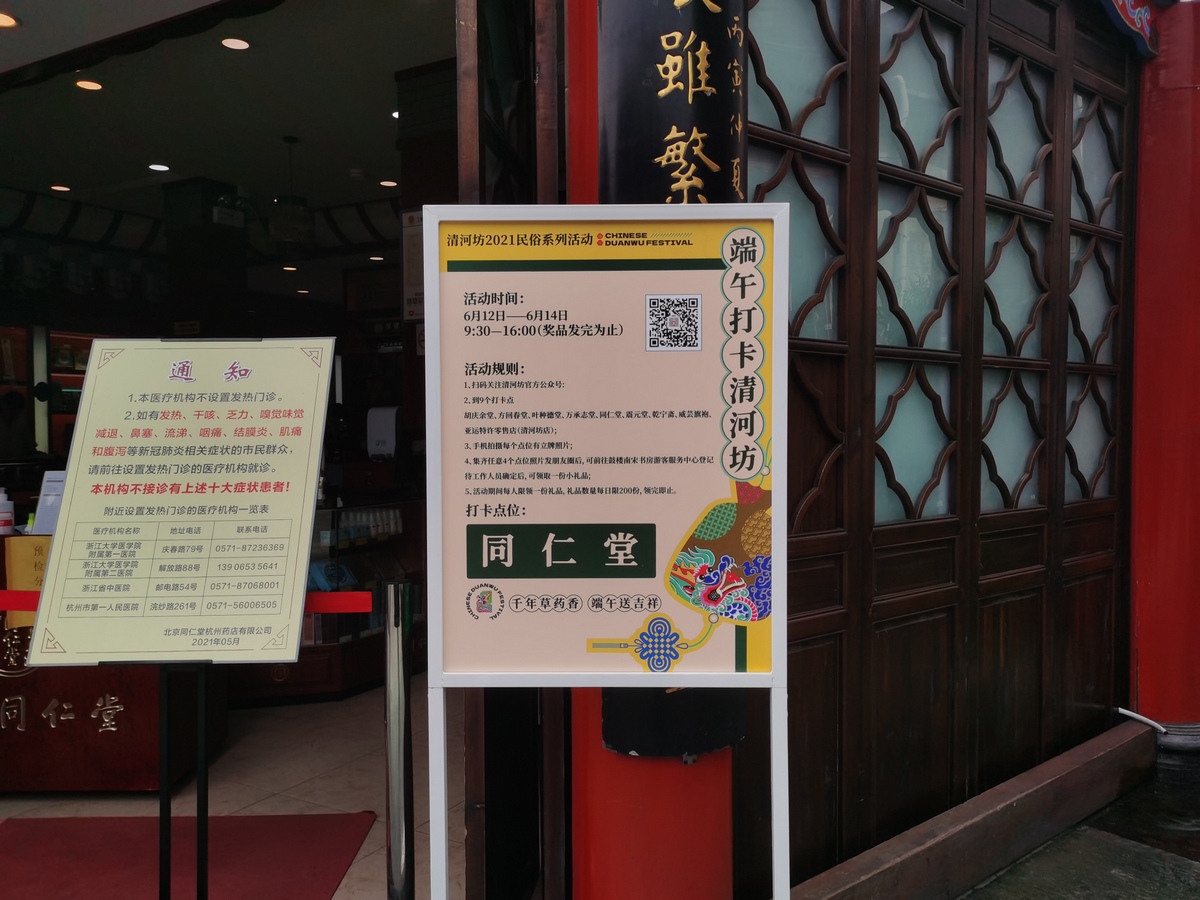 雖
繁
丙寅仲夏
清河坊2021民俗系列活动
CHINESE
DUANWU FESTIVAL
端午打卡清河坊
活动时间：
6月12日——6月14日
9:30—16:00（奖品发完为止）
活动规则：
1、扫码关注清河坊官方公众号；
2、到9个打卡点
胡庆余堂、方回春堂、叶种德堂、万承志堂、同仁堂、震元堂、乾宁斋、威芸旗袍、
亚运特许零售店（清河坊店）；
3、手机拍摄每个点位有立牌照片；
4、集齐任意4个点位照片发朋友圈后，可前往鼓楼南宋书房游客服务中心登记
待工作人员确定后，可领取一份小礼品；
5、活动期间每人限领一份礼品，礼品数量每日限200份，领完即止。
打卡点位：
同仁堂
CHINESE DUANWU FESTIVAL
千年草药香 端午送吉祥
通知
1.本医疗机构不设置发热门诊。
2.如有发热、干咳、乏力、嗅觉味觉
减退、鼻塞、流涕、咽痛、结膜炎、肌痛
和腹泻等新冠肺炎相关症状的市民群众，
请前往设置发热门诊的医疗机构就诊。
本机构不接诊有上述十大症状患者！
附近设置发热门诊的医疗机构一览表
医疗机构名称 地址电话 联系电话
浙江大学医学院
附属第一医院 庆春路79号 0571-87236369
浙江大学医学院
附属第二医院 解放路88号 139 0653 5641
浙江省中医院 邮电路54号 0571-87068001
杭州市第一人民医院 浣纱路261号 0571-56006505
北京同仁堂杭州药店有限公司
2021年05月
预
检
分
同仁堂